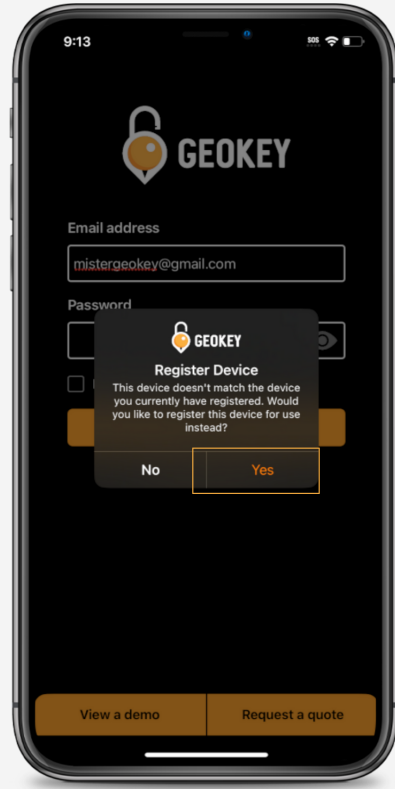 9:13
SOS
GEOKEY
Email address
mistergeokey@gmail.com
Password
GEOKEY
Register Device
This device doesn't match the device
you currently have registered. Would
you like to register this device for use
instead?
No
Yes
View a demo
Request a quote